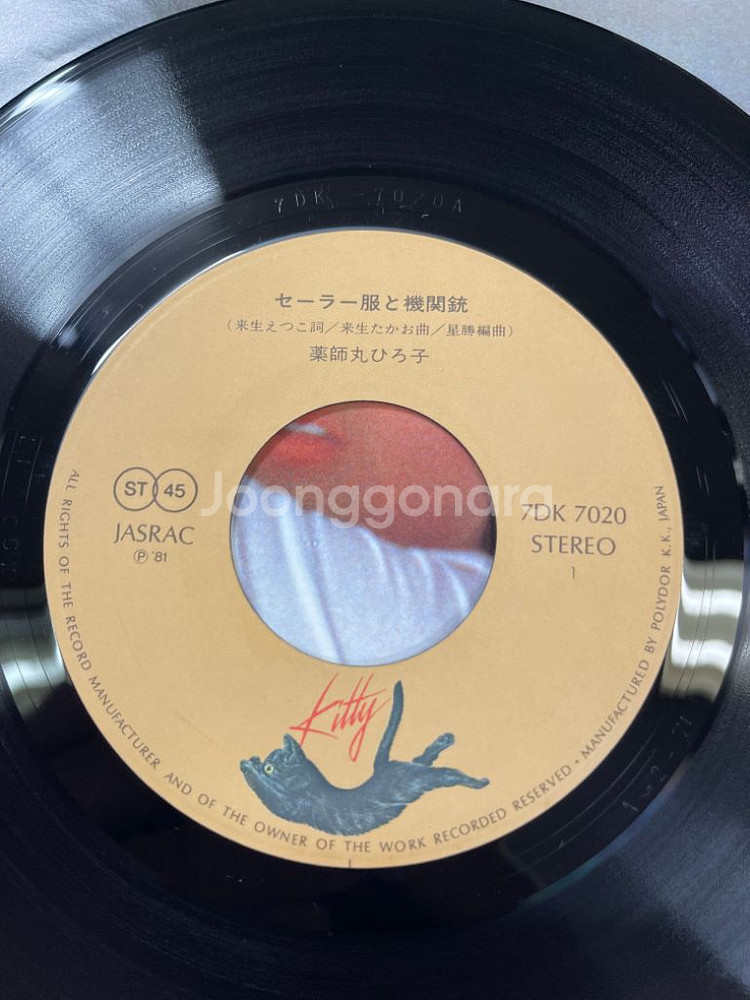 7DK-7020A
セーラー服と機関銃
(来生えつこ詞/来生たかお曲/星勝編曲)
薬師丸ひろ子
ST 45
JASRAC
Ⓟ '81
7DK 7020
STEREO
1
Joonggonara
Kitty
ALL RIGHTS OF THE RECORD MANUFACTURER AND OF THE OWNER OF THE WORK RECORDED RESERVED • MANUFACTURED BY POLYDOR K.K., JAPAN